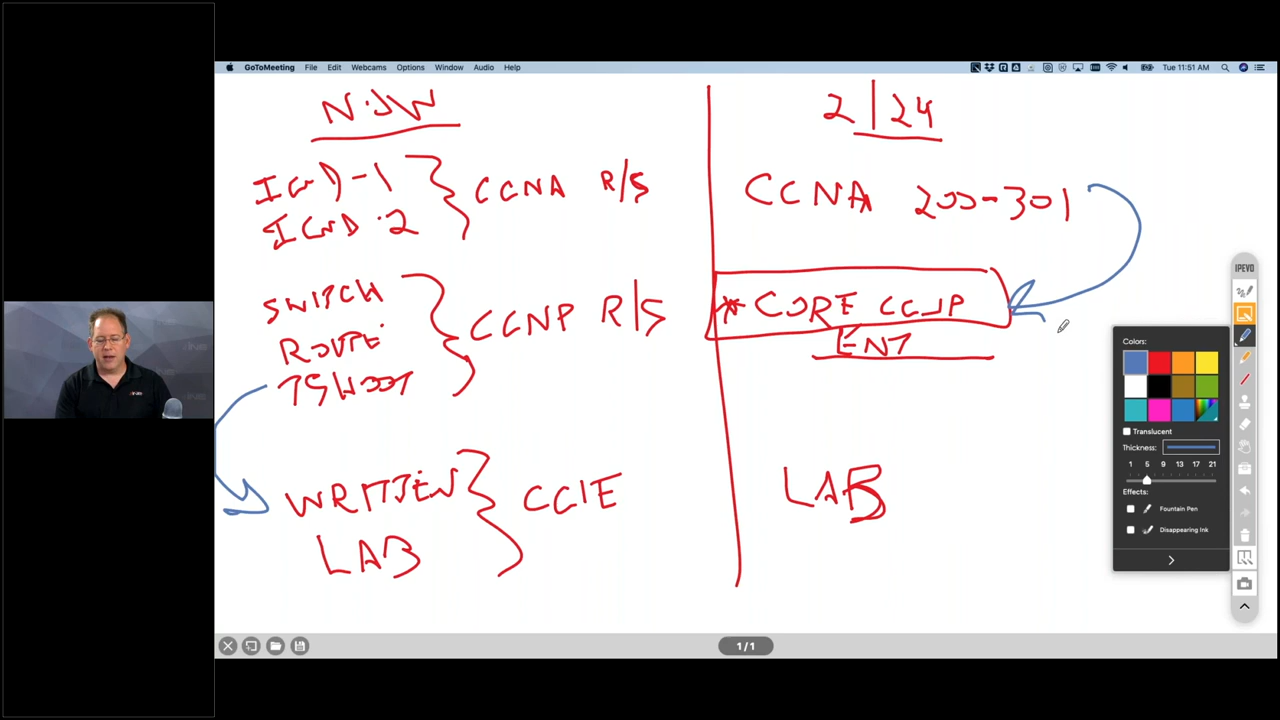 GoToMeeting File Edit Webcams Options Window Audio Help
Tue 11:51 AM
NOW
ICND-1
ICND-2
CCNA R/S
SWITCH
ROUTE
TSHOOT
CCNP R/S
WRITTEN
LAB
CCIE
2/24
CCNA 200-301
* CORE CCNP
ENT
LAB
IPEVO
Colors:
Translucent
Thickness:
1 5 9 13 17 21
Effects:
Fountain Pen
Disappearing Ink
1/1